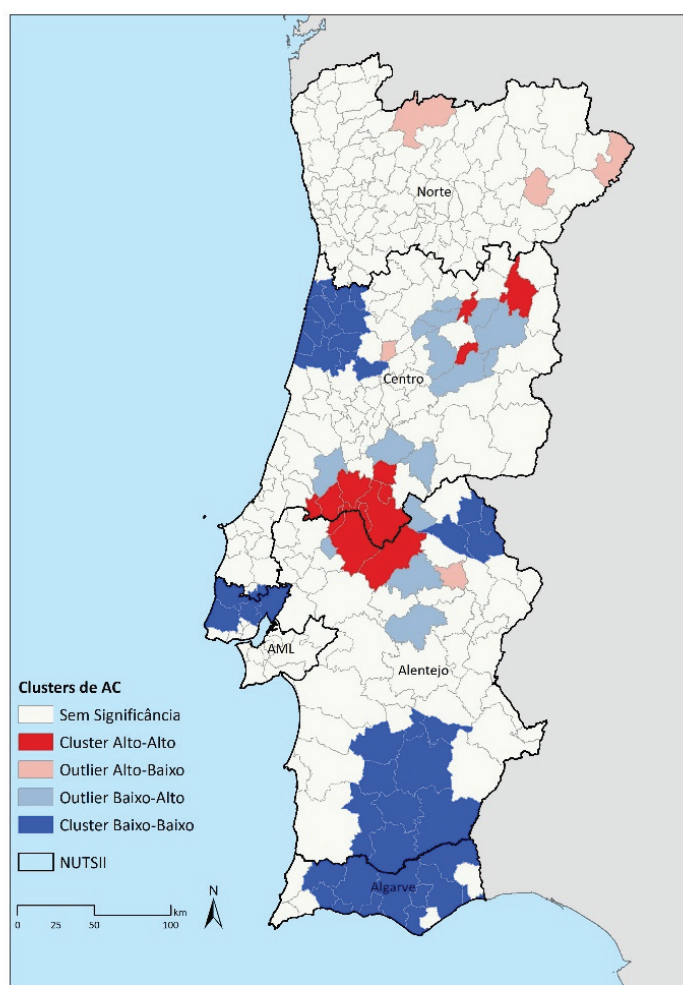 Norte
Centro
AML
Alentejo
Algarve
Clusters de AC
Sem Significância
Cluster Alto-Alto
Outlier Alto-Baixo
Outlier Baixo-Alto
Cluster Baixo-Baixo
NUTSII
N
km
0 25 50 100